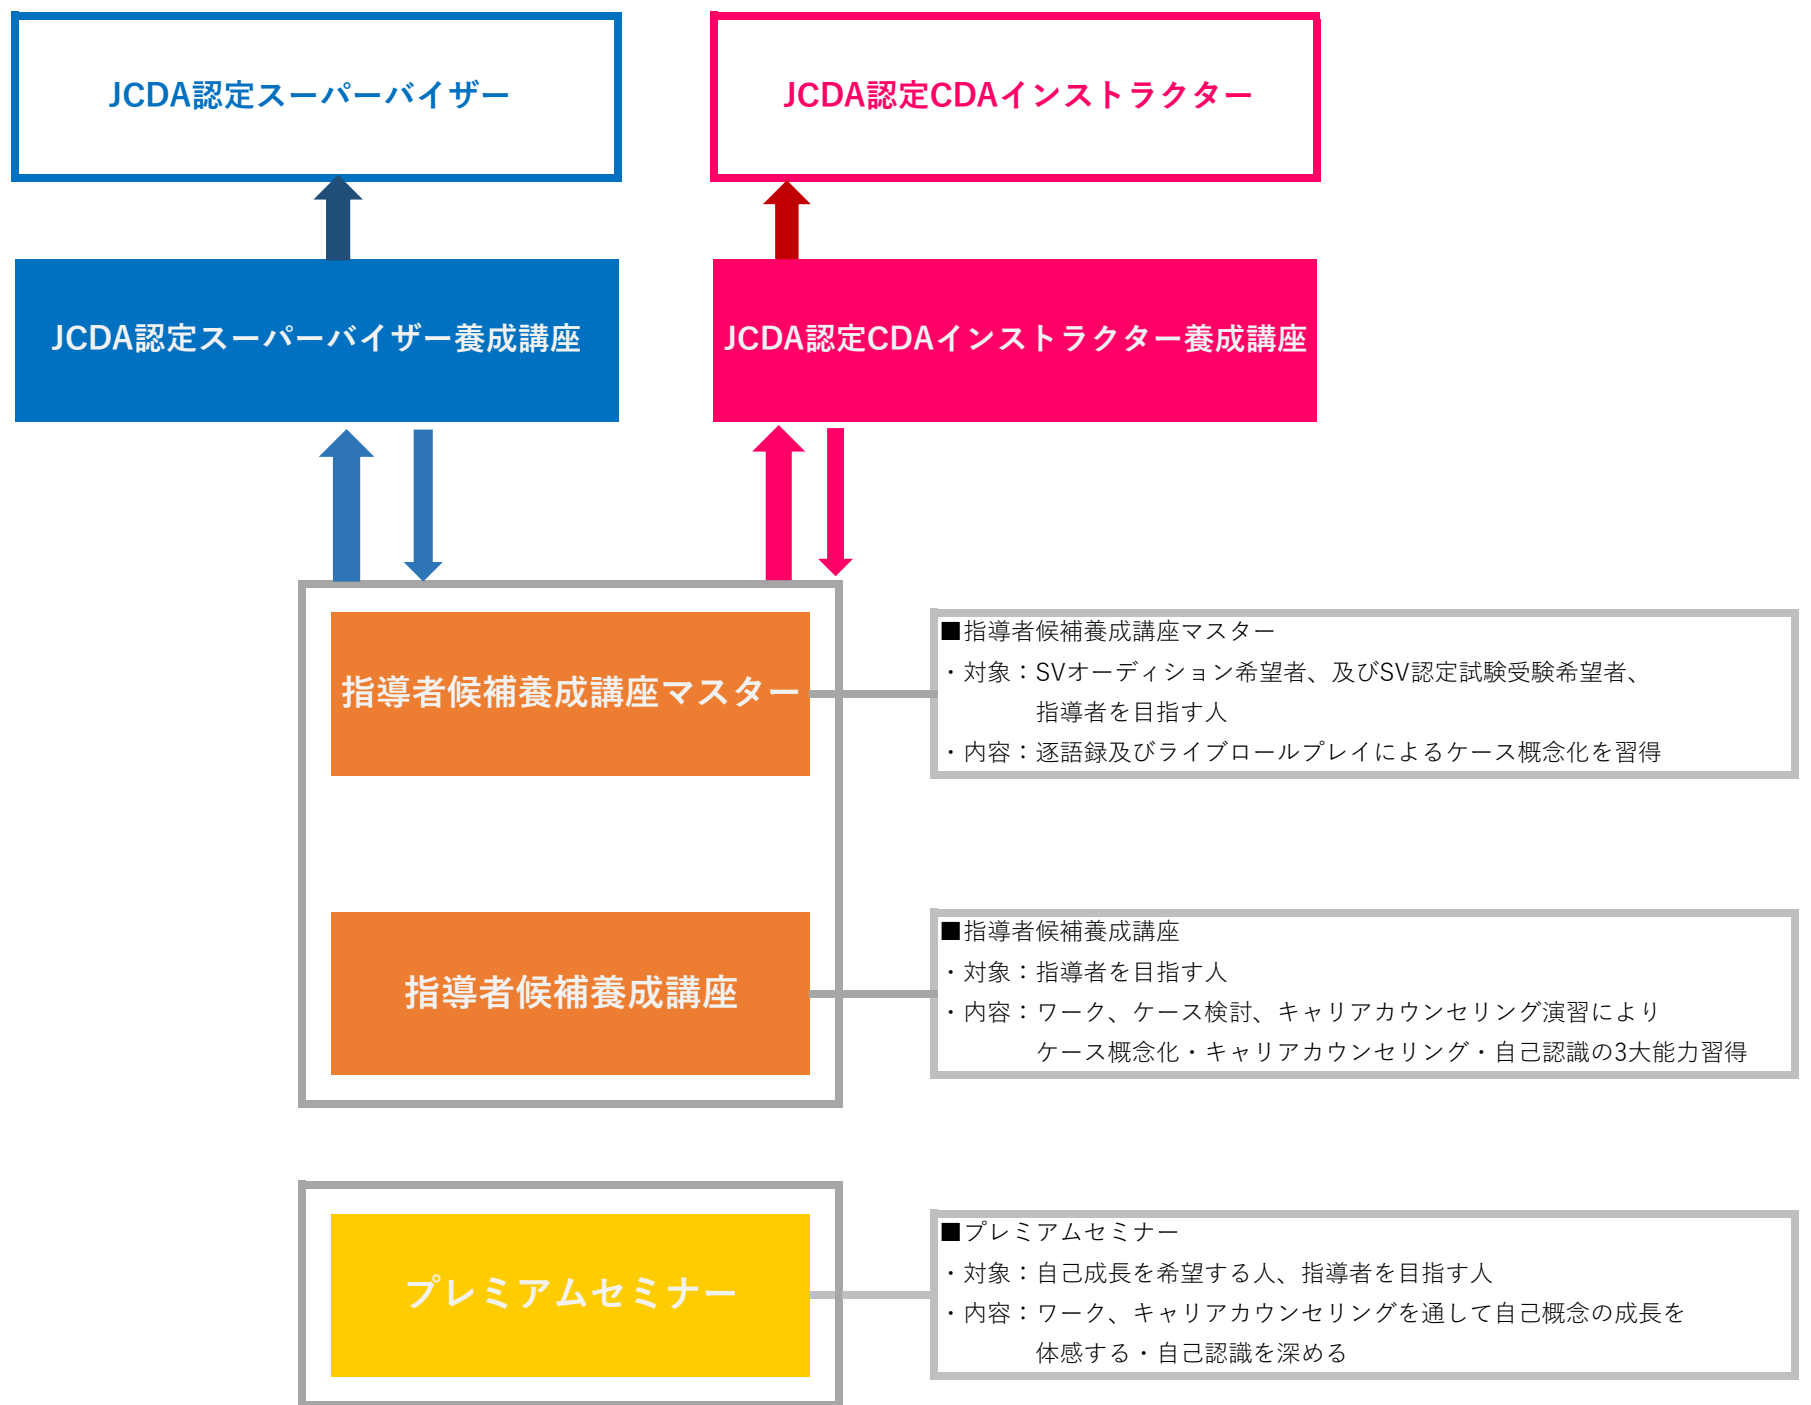 JCDA認定スーパーバイザー
JCDA認定CDAインストラクター
JCDA認定スーパーバイザー養成講座
JCDA認定CDAインストラクター養成講座
指導者候補養成講座マスター
■指導者候補養成講座マスター
・対象：SVオーディション希望者、及びSV認定試験受験希望者、
指導者を目指す人
・内容：逐語録及びライブロールプレイによるケース概念化を習得
指導者候補養成講座
■指導者候補養成講座
・対象：指導者を目指す人
・内容：ワーク、ケース検討、キャリアカウンセリング演習により
ケース概念化・キャリアカウンセリング・自己認識の3大能力習得
プレミアムセミナー
■プレミアムセミナー
・対象：自己成長を希望する人、指導者を目指す人
・内容：ワーク、キャリアカウンセリングを通して自己概念の成長を
体感する・自己認識を深める